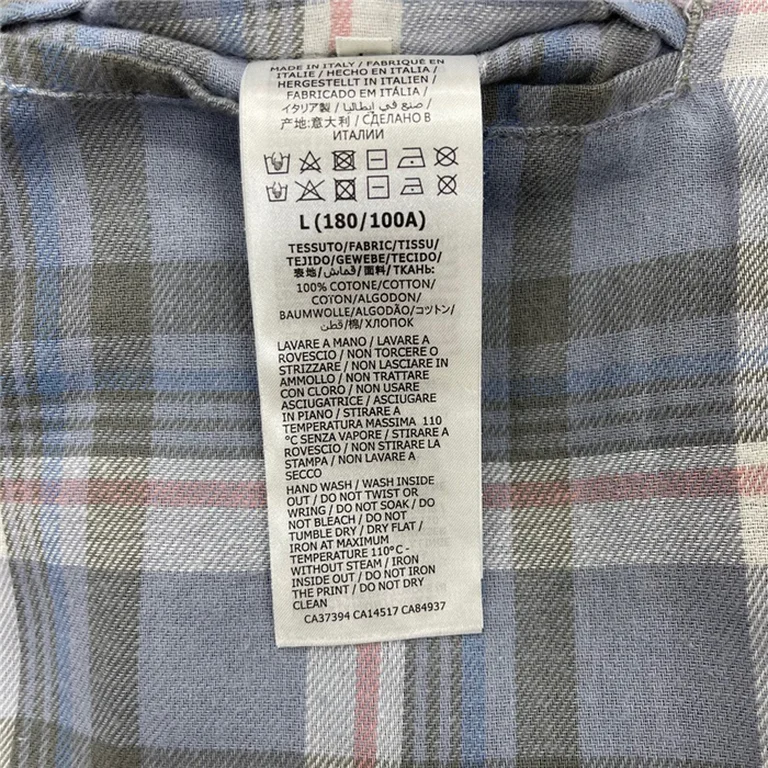 MADE IN ITALY / FABRIQUÉ EN
ITALIE / HECHO EN ITALIA /
HERGESTELLT IN ITALIEN /
FABRICADO EM ITÁLIA /
イタリア製 / صنع في إيطاليا /
产地:意大利 / СДЕЛАНО В
ИТАЛИИ
L (180/100A)
TESSUTO/FABRIC/TISSU/
TEJIDO/GEWEBE/TECIDO/
表地/قماش/面料/ТКАНЬ:
100% COTONE/COTTON/
COTON/ALGODON/
BAUMWOLLE/ALGODÃO/コットン/
قطن/棉/ХЛОПОК
LAVARE A MANO / LAVARE A
ROVESCIO / NON TORCERE O
STRIZZARE / NON LASCIARE IN
AMMOLLO / NON TRATTARE
CON CLORO / NON USARE
ASCIUGATRICE / ASCIUGARE
IN PIANO / STIRARE A
TEMPERATURA MASSIMA 110
°C SENZA VAPORE / STIRARE A
ROVESCIO / NON STIRARE LA
STAMPA / NON LAVARE A
SECCO
HAND WASH / WASH INSIDE
OUT / DO NOT TWIST OR
WRING / DO NOT SOAK / DO
NOT BLEACH / DO NOT
TUMBLE DRY / DRY FLAT /
IRON AT MAXIMUM
TEMPERATURE 110°C -
WITHOUT STEAM / IRON
INSIDE OUT / DO NOT IRON
THE PRINT / DO NOT DRY
CLEAN
CA37394 CA14517 CA84937